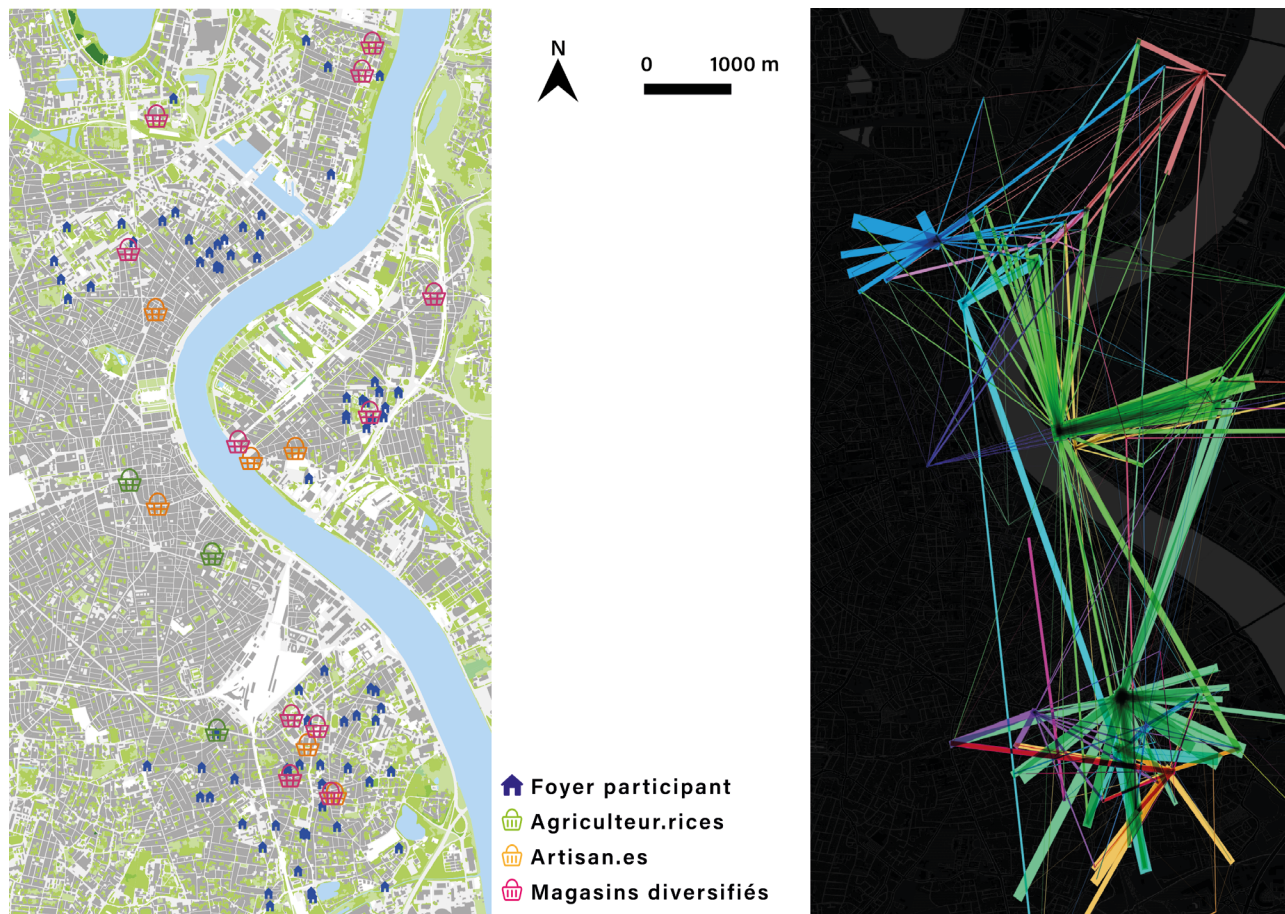 N
0 1000 m
Foyer participant
Agriculteur.rices
Artisan.es
Magasins diversifiés